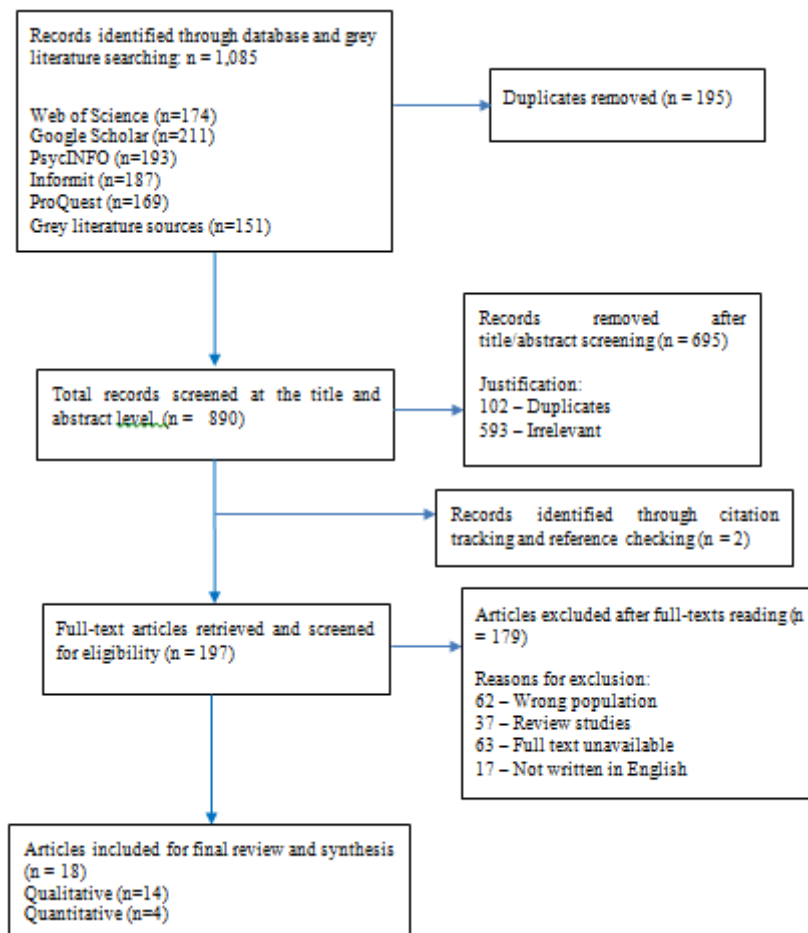 Records identified through database and grey
literature searching: n = 1,085
Web of Science (n=174)
Google Scholar (n=211)
PsycINFO (n=193)
Informit (n=187)
ProQuest (n=169)
Grey literature sources (n=151)
Duplicates removed (n = 195)
Records removed after
title/abstract screening (n = 695)
Justification:
102 – Duplicates
593 – Irrelevant
Total records screened at the title and
abstract level (n = 890)
Records identified through citation
tracking and reference checking (n = 2)
Full-text articles retrieved and screened
for eligibility (n = 197)
Articles excluded after full-texts reading (n
= 179)
Reasons for exclusion:
62 – Wrong population
37 – Review studies
63 – Full text unavailable
17 – Not written in English
Articles included for final review and synthesis
(n = 18)
Qualitative (n=14)
Quantitative (n=4)